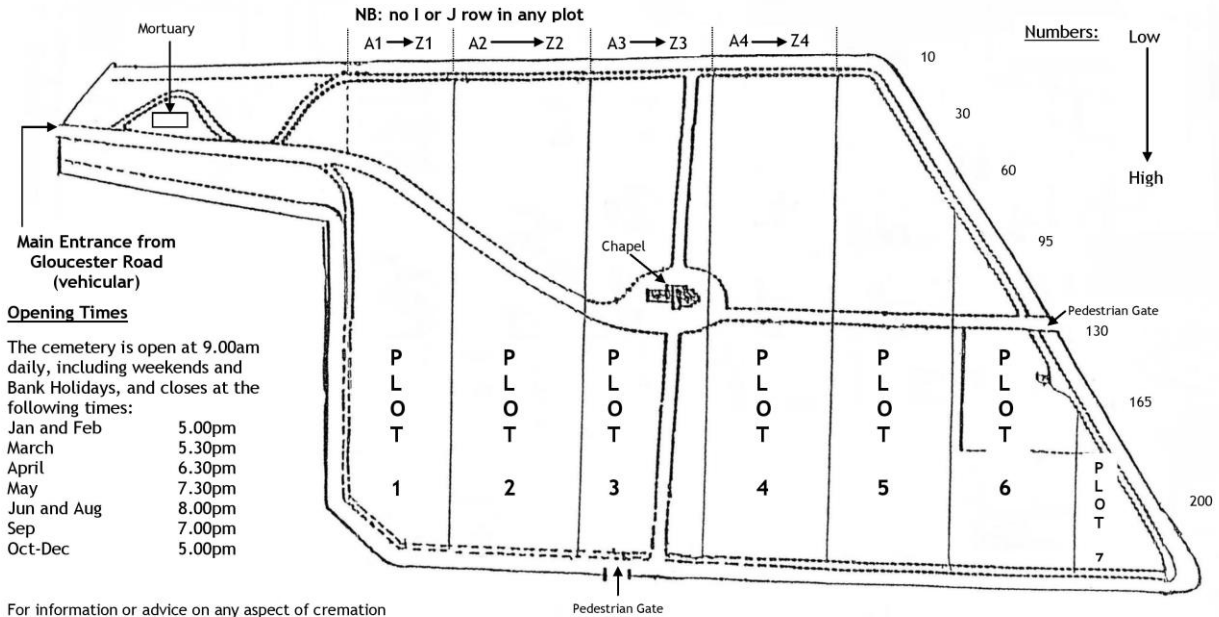 NB: no I or J row in any plot
Mortuary
A1 → Z1
A2 → Z2
A3 → Z3
A4 → Z4
Numbers:
Low
High
10
30
60
95
130
165
200
Main Entrance from
Gloucester Road
(vehicular)
Chapel
Pedestrian Gate
Opening Times
The cemetery is open at 9.00am
daily, including weekends and
Bank Holidays, and closes at the
following times:
Jan and Feb 5.00pm
March 5.30pm
April 6.30pm
May 7.30pm
Jun and Aug 8.00pm
Sep 7.00pm
Oct-Dec 5.00pm
PLOT 1
PLOT 2
PLOT 3
PLOT 4
PLOT 5
PLOT 6
PLOT 7
Pedestrian Gate
For information or advice on any aspect of cremation